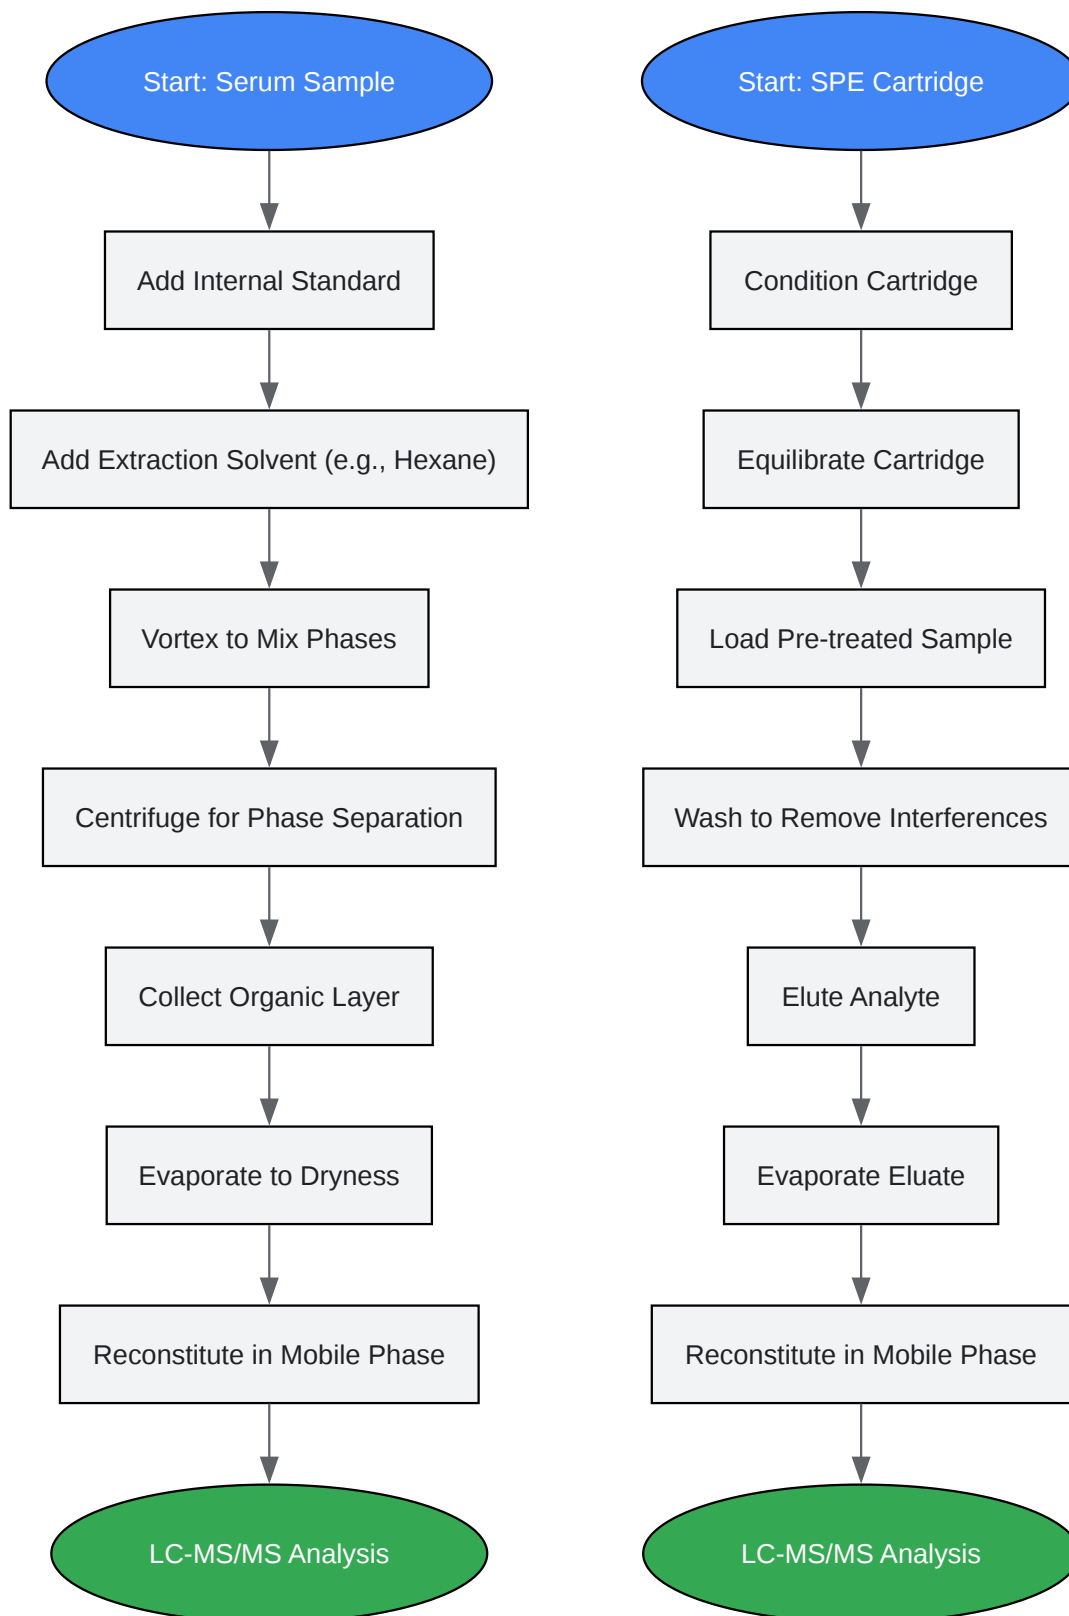 Start: Serum Sample
Add Internal Standard
Add Extraction Solvent (e.g., Hexane)
Vortex to Mix Phases
Centrifuge for Phase Separation
Collect Organic Layer
Evaporate to Dryness
Reconstitute in Mobile Phase
LC-MS/MS Analysis
Start: SPE Cartridge
Condition Cartridge
Equilibrate Cartridge
Load Pre-treated Sample
Wash to Remove Interferences
Elute Analyte
Evaporate Eluate
Reconstitute in Mobile Phase
LC-MS/MS Analysis